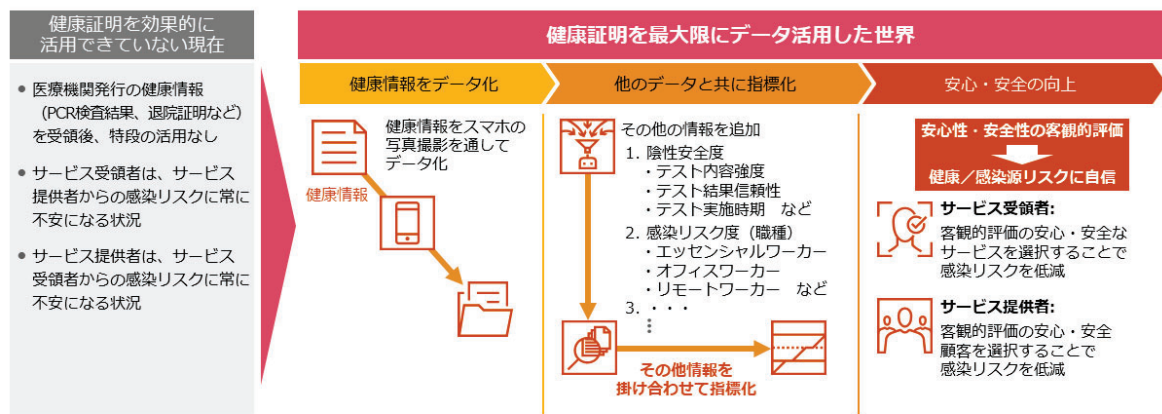 健康証明を効果的に
活用できていない現在
● 医療機関発行の健康情報
（PCR検査結果、退院証明など）
を受領後、特段の活用なし
● サービス受領者は、サービス
提供者からの感染リスクに常に
不安になる状況
● サービス提供者は、サービス
受領者からの感染リスクに常に
不安になる状況
健康証明を最大限にデータ活用した世界
健康情報をデータ化
健康情報をスマホの
写真撮影を通して
データ化
健康情報
他のデータと共に指標化
その他の情報を追加
1. 陰性安全度
・テスト内容強度
・テスト結果信頼性
・テスト実施時期　など
2. 感染リスク度（職種）
・エッセンシャルワーカー
・オフィスワーカー
・リモートワーカー　など
3. ・・・
⋮
その他情報を
掛け合わせて指標化
安心・安全の向上
安心性・安全性の客観的評価
健康／感染源リスクに自信
サービス受領者:
客観的評価の安心・安全な
サービスを選択することで
感染リスクを低減
サービス提供者:
客観的評価の安心・安全
顧客を選択することで
感染リスクを低減